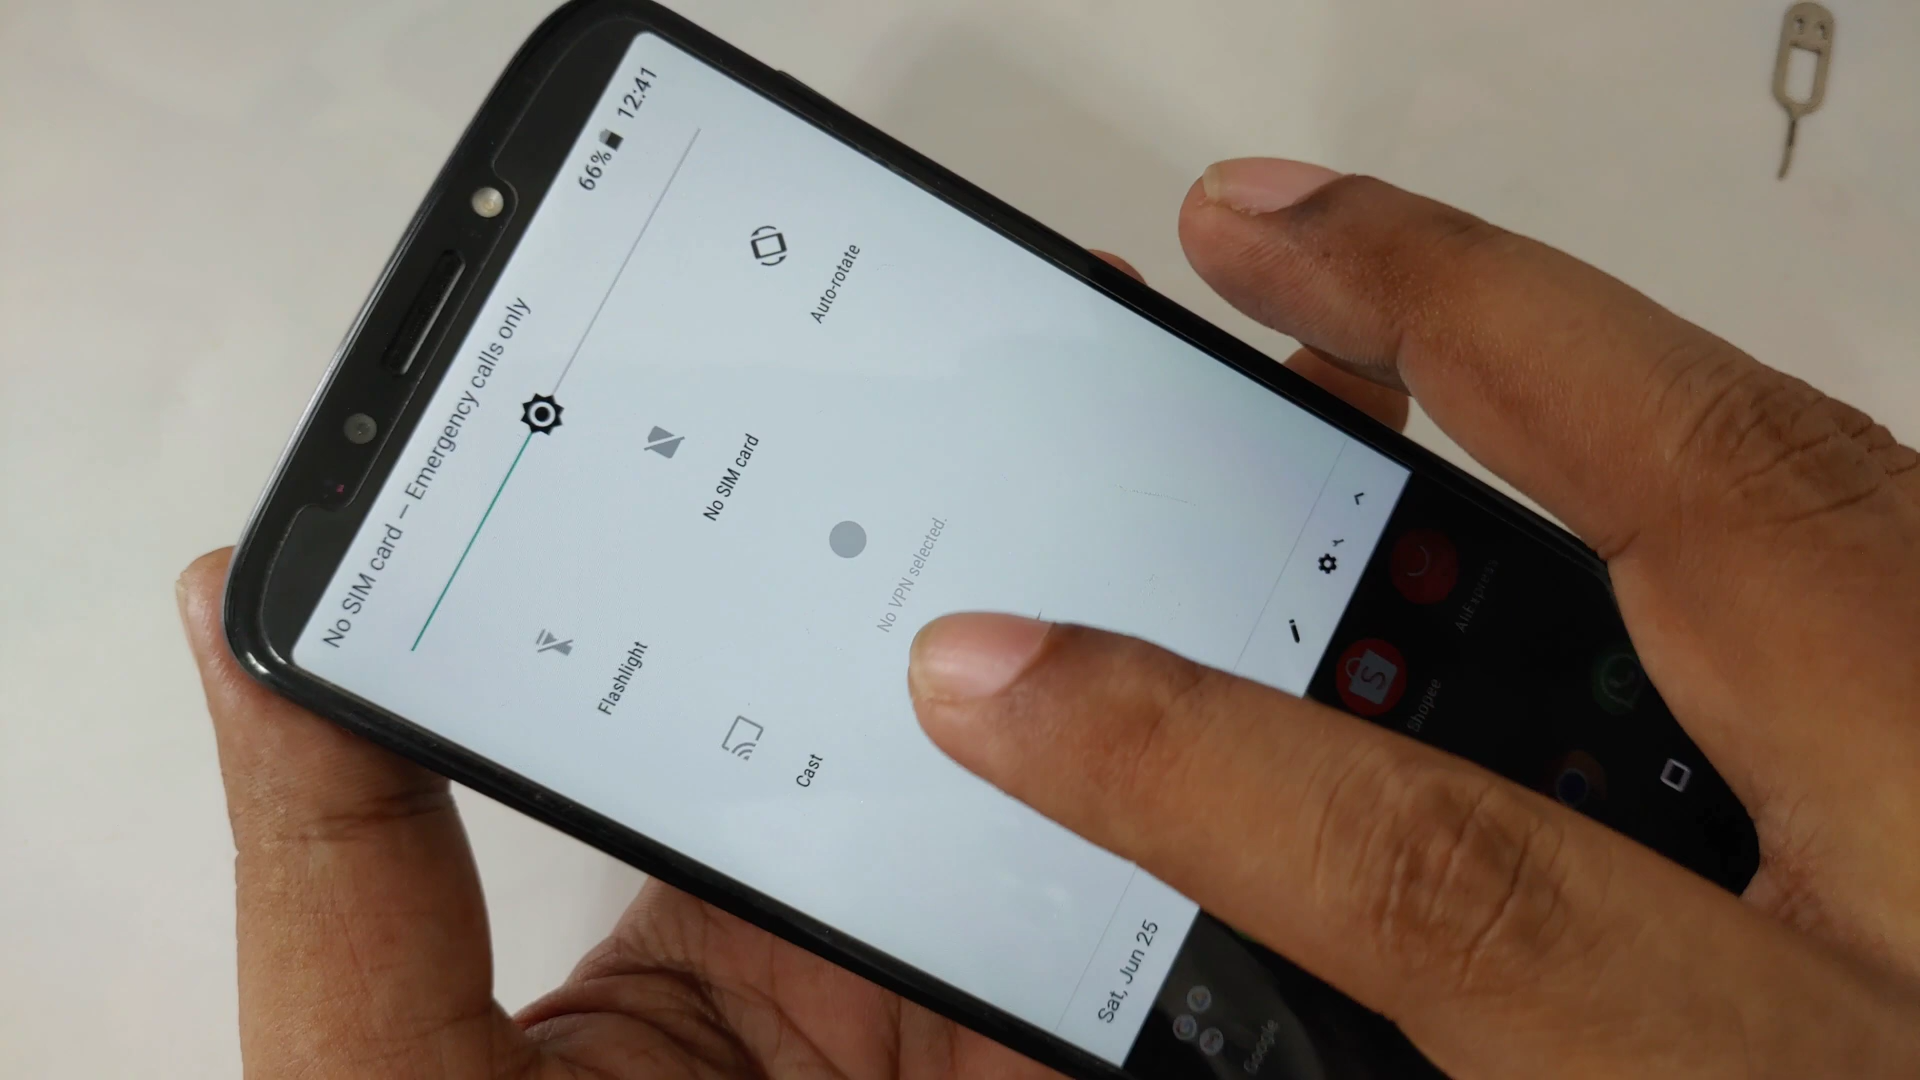 No SIM card – Emergency calls only 66% 12:41
Flashlight
No SIM card
Auto-rotate
Cast
No VPN selected.
Sat, Jun 25
Google
Shopee
AliExpress